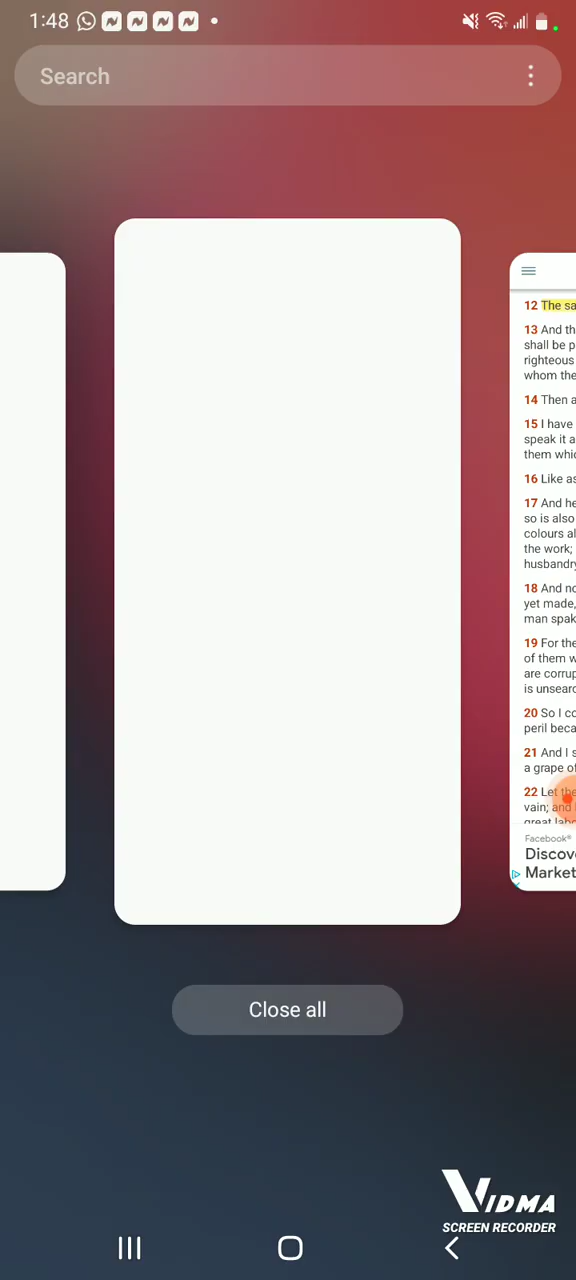 1:48
Search
12 The sa
13 And th
shall be p
righteous
whom the
14 Then a
15 I have
speak it a
them whic
16 Like as
17 And he
so is also
colours al
the work;
husbandry
18 And no
yet made,
man spak
19 For the
of them w
are corrup
is unsearc
20 So I co
peril beca
21 And I s
a grape of
22 Let the
vain; and
great labo
Facebook®
Discov
Market
Close all
VIDMA
SCREEN RECORDER